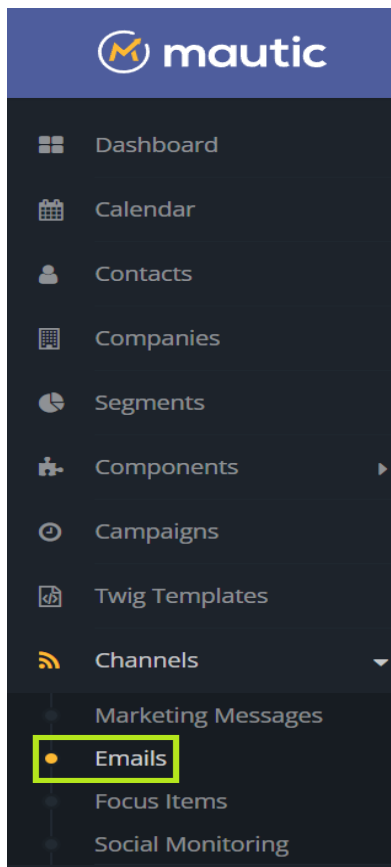 mautic
Dashboard
Calendar
Contacts
Companies
Segments
Components
Campaigns
Twig Templates
Channels
Marketing Messages
Emails
Focus Items
Social Monitoring